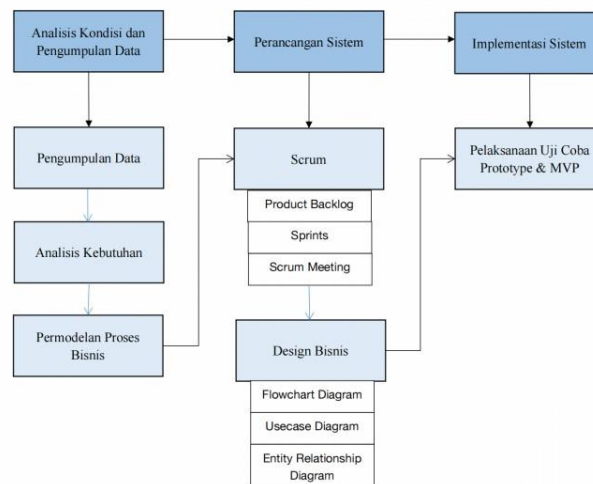 Analisis Kondisi dan
Pengumpulan Data
Perancangan Sistem
Implementasi Sistem
Pengumpulan Data
Scrum
Pelaksanaan Uji Coba
Prototype & MVP
Product Backlog
Sprints
Scrum Meeting
Analisis Kebutuhan
Permodelan Proses
Bisnis
Design Bisnis
Flowchart Diagram
Usecase Diagram
Entity Relationship
Diagram